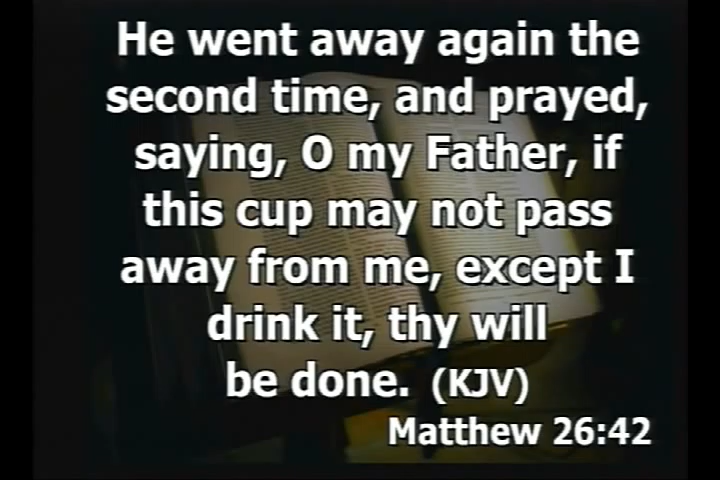 He went away again the
second time, and prayed,
saying, O my Father, if
this cup may not pass
away from me, except I
drink it, thy will
be done. (KJV)
Matthew 26:42